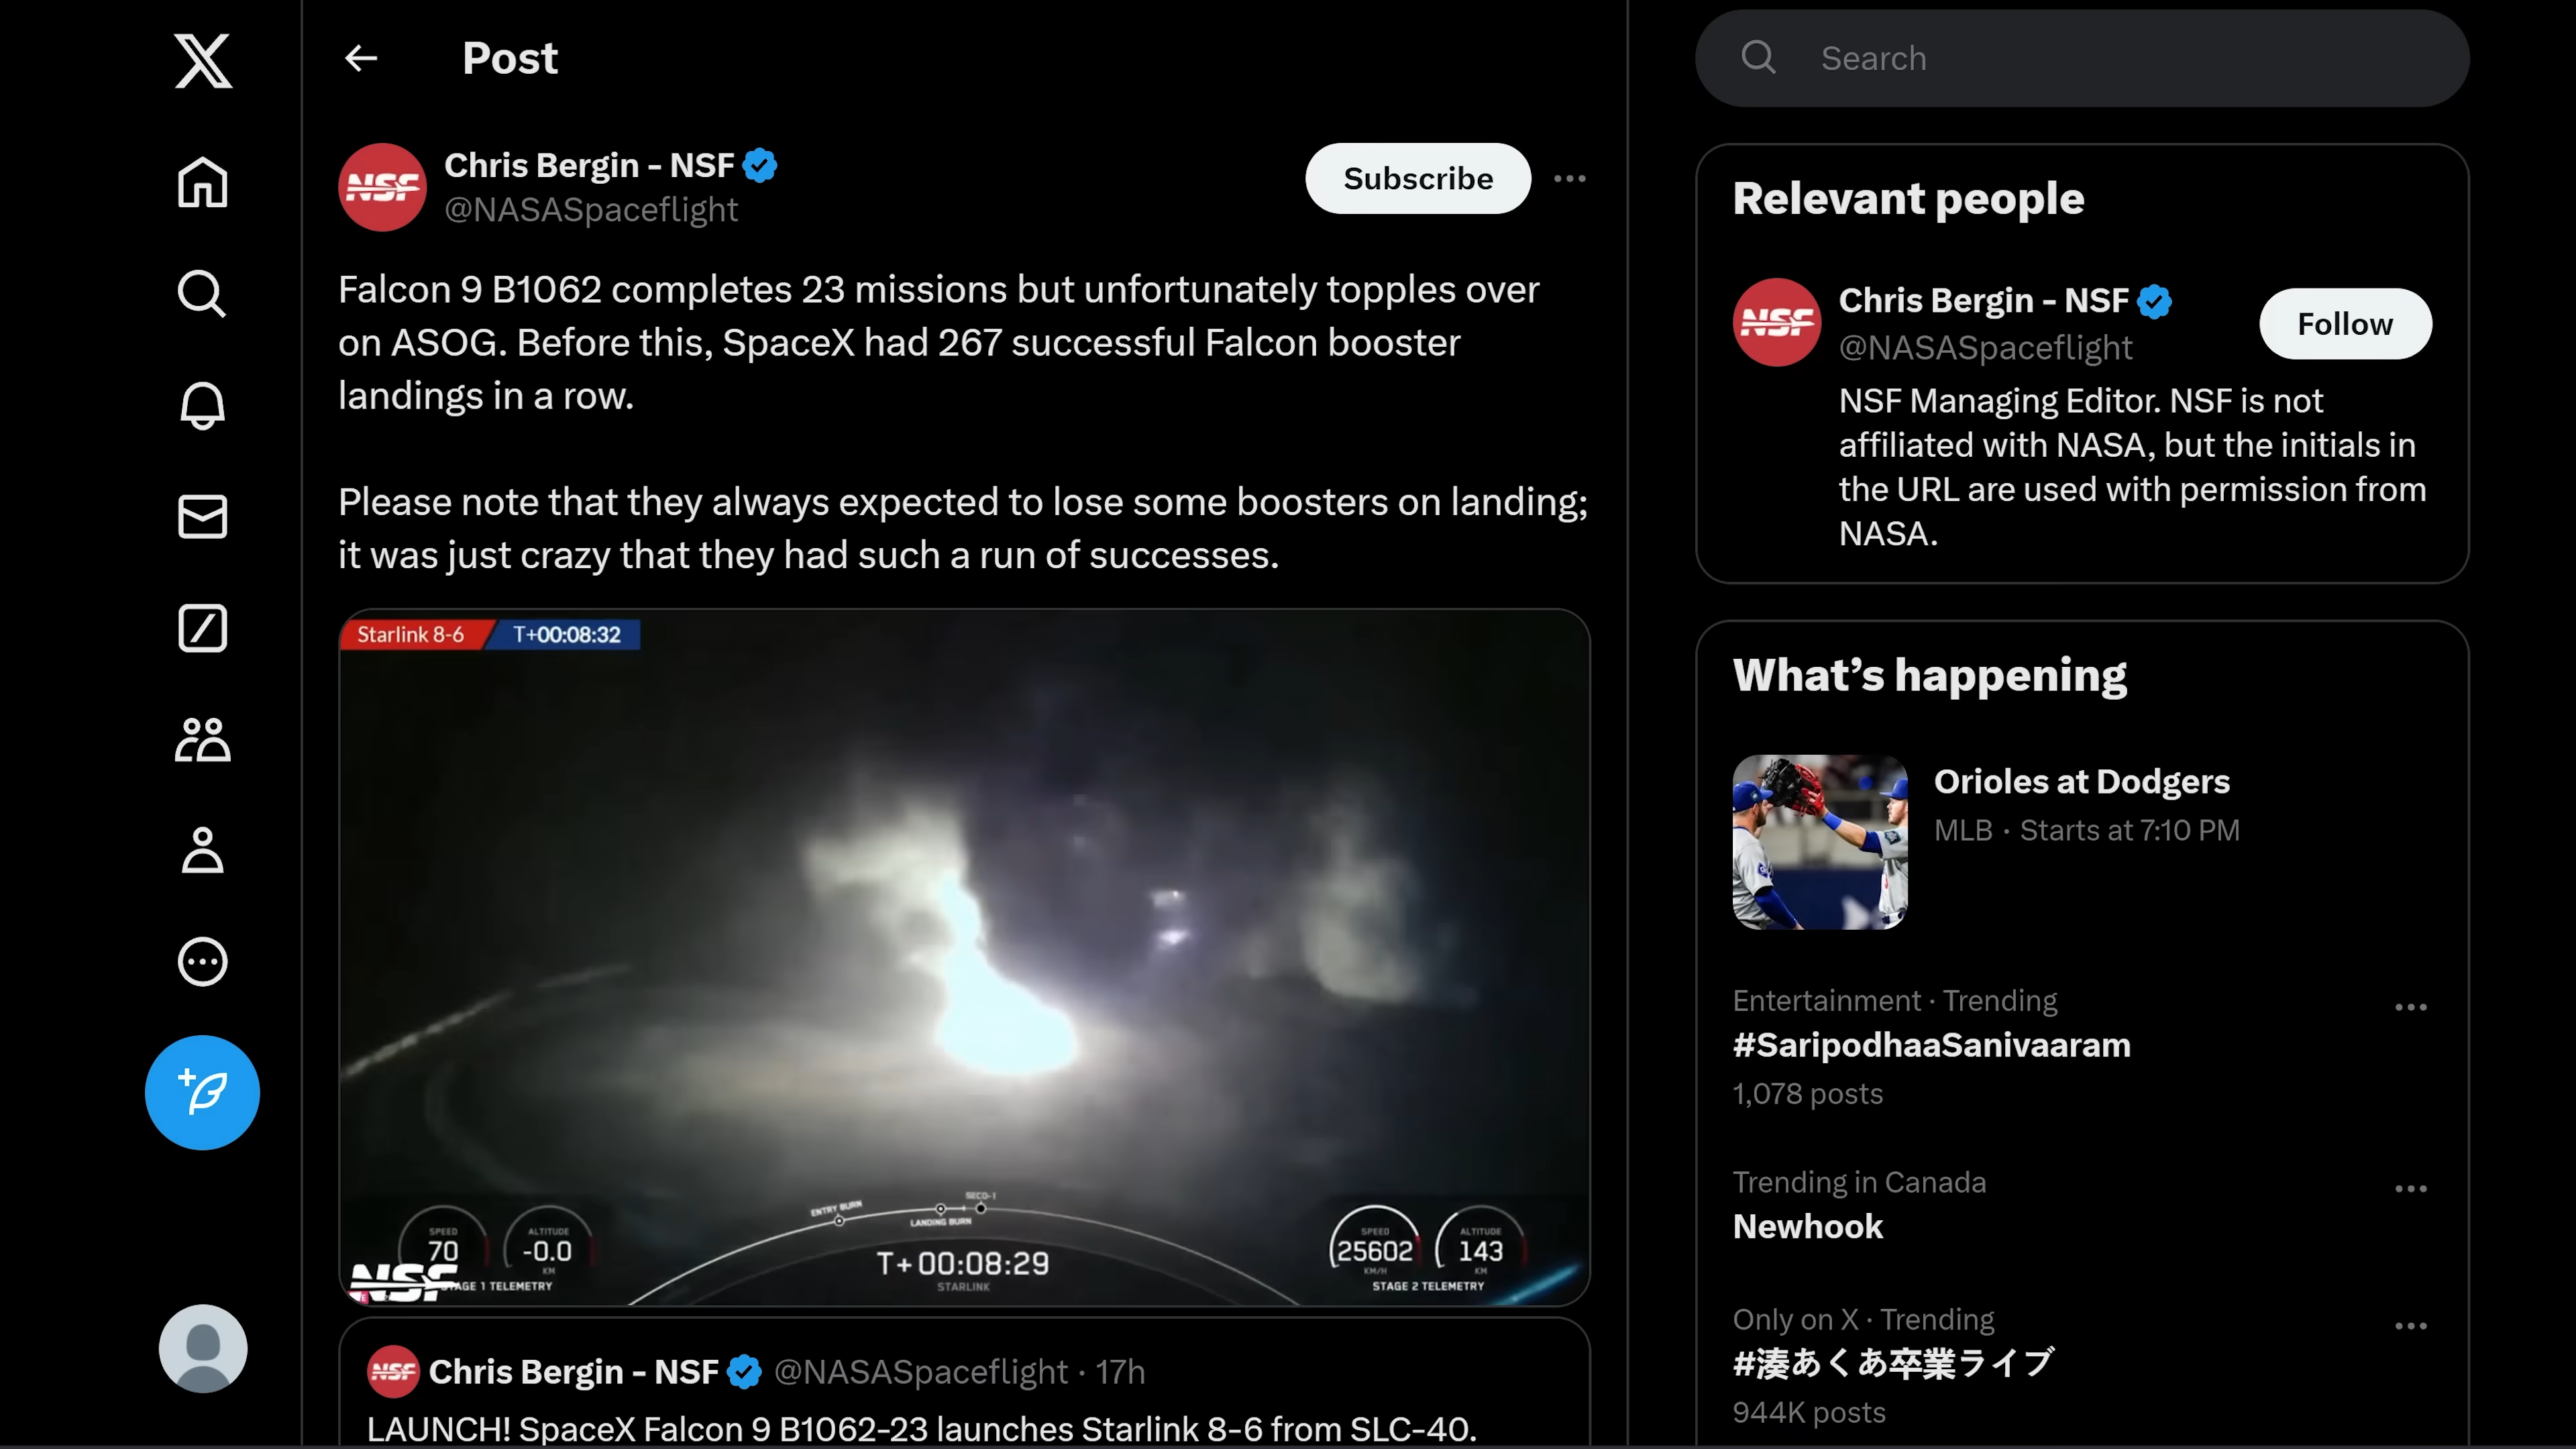 Post
Search
Chris Bergin - NSF
@NASASpaceflight
Subscribe
Falcon 9 B1062 completes 23 missions but unfortunately topples over
on ASOG. Before this, SpaceX had 267 successful Falcon booster
landings in a row.
Please note that they always expected to lose some boosters on landing;
it was just crazy that they had such a run of successes.
Starlink 8-6 T+00:08:32
ENTRY BURN
SECO-1
LANDING BURN
SPEED
70
ALTITUDE
-0.0
KM
T+00:08:29
STARLINK
SPEED
25602
KM/H
ALTITUDE
143
KM
STAGE 2 TELEMETRY
NSF
AGE 1 TELEMETRY
NSF
Chris Bergin - NSF @NASASpaceflight · 17h
LAUNCH! SpaceX Falcon 9 B1062-23 launches Starlink 8-6 from SLC-40.
Relevant people
NSF
Chris Bergin - NSF
@NASASpaceflight
Follow
NSF Managing Editor. NSF is not
affiliated with NASA, but the initials in
the URL are used with permission from
NASA.
What’s happening
Orioles at Dodgers
MLB · Starts at 7:10 PM
Entertainment · Trending
#SaripodhaaSanivaaram
1,078 posts
Trending in Canada
Newhook
Only on X · Trending
#湊あくあ卒業ライブ
944K posts